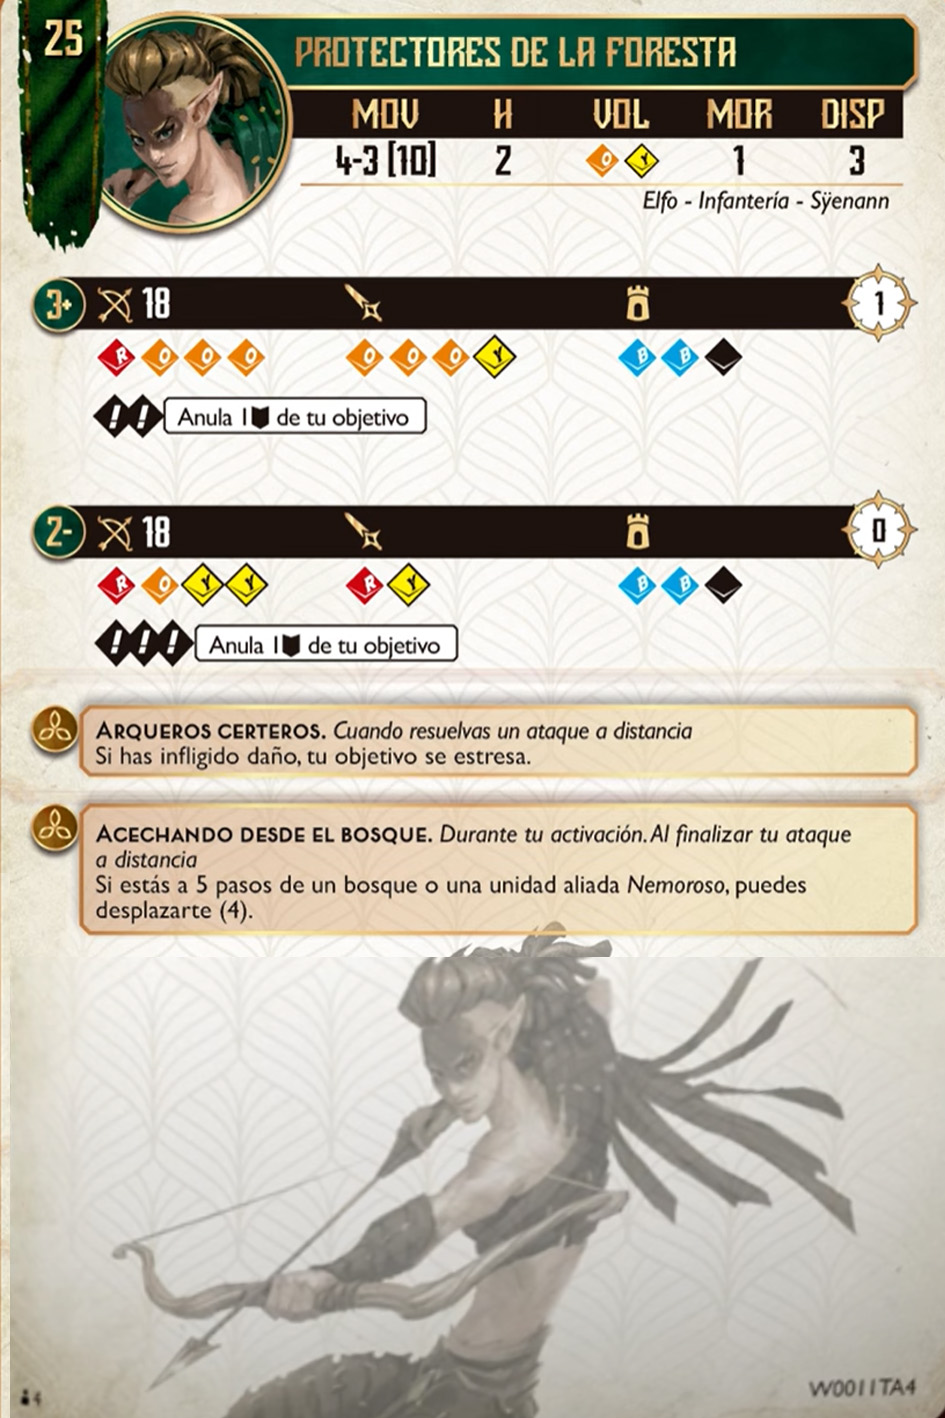 25
PROTECTORES DE LA FORESTA
MOV H VOL MOR DISP
4-3 [10] 2 O Y 1 3
Elfo - Infantería - Sÿenann
3+ 18 1
R O O O O O O Y B B
!! Anula 1 de tu objetivo
2- 18 0
R O Y Y R Y B B
!!! Anula 1 de tu objetivo
ARQUEROS CERTEROS. Cuando resuelvas un ataque a distancia
Si has infligido daño, tu objetivo se estresa.
ACECHANDO DESDE EL BOSQUE. Durante tu activación. Al finalizar tu ataque
a distancia
Si estás a 5 pasos de un bosque o una unidad aliada Nemoroso, puedes
desplazarte (4).
4
W0011TA4